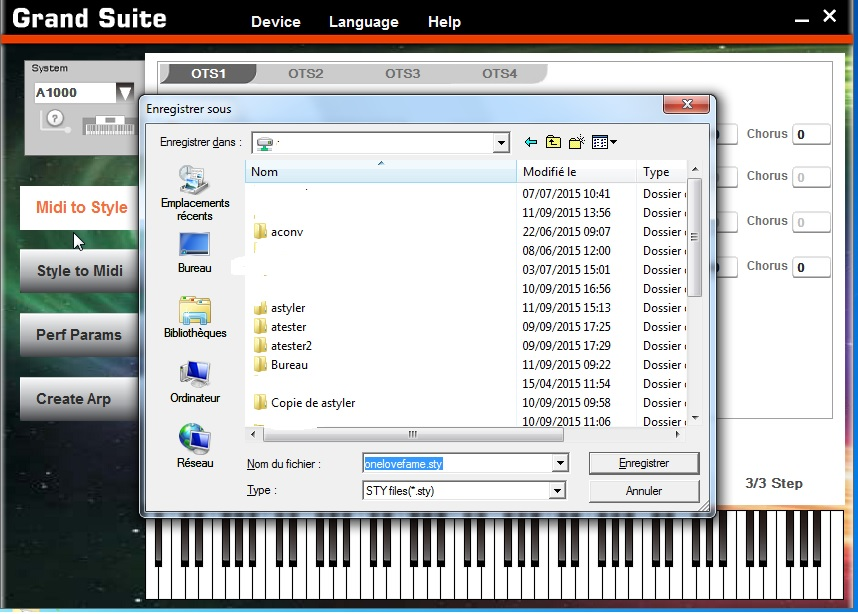 Grand Suite
Device Language Help
System
A1000
?
OTS1 OTS2 OTS3 OTS4
Midi to Style
Style to Midi
Perf Params
Create Arp
Enregistrer sous
Enregistrer dans :
Emplacements récents
Bureau
Bibliothèques
Ordinateur
Réseau
Nom Modifié le Type
07/07/2015 10:41 Dossier
11/09/2015 13:56 Dossier
aconv 22/06/2015 09:07 Dossier
08/06/2015 12:00 Dossier
03/07/2015 15:01 Dossier
10/09/2015 16:56 Dossier
astyler 11/09/2015 15:13 Dossier
atester 09/09/2015 17:25 Dossier
atester2 09/09/2015 17:29 Dossier
Bureau 11/09/2015 09:22 Dossier
15/04/2015 11:54 Dossier
Copie de astyler 10/09/2015 09:58 Dossier
10/09/2015 11:06 Dossier
Nom du fichier : onelovefame.sty Enregistrer
Type : STY files(*.sty) Annuler
Chorus 0
Chorus 0
Chorus 0
Chorus 0
3/3 Step